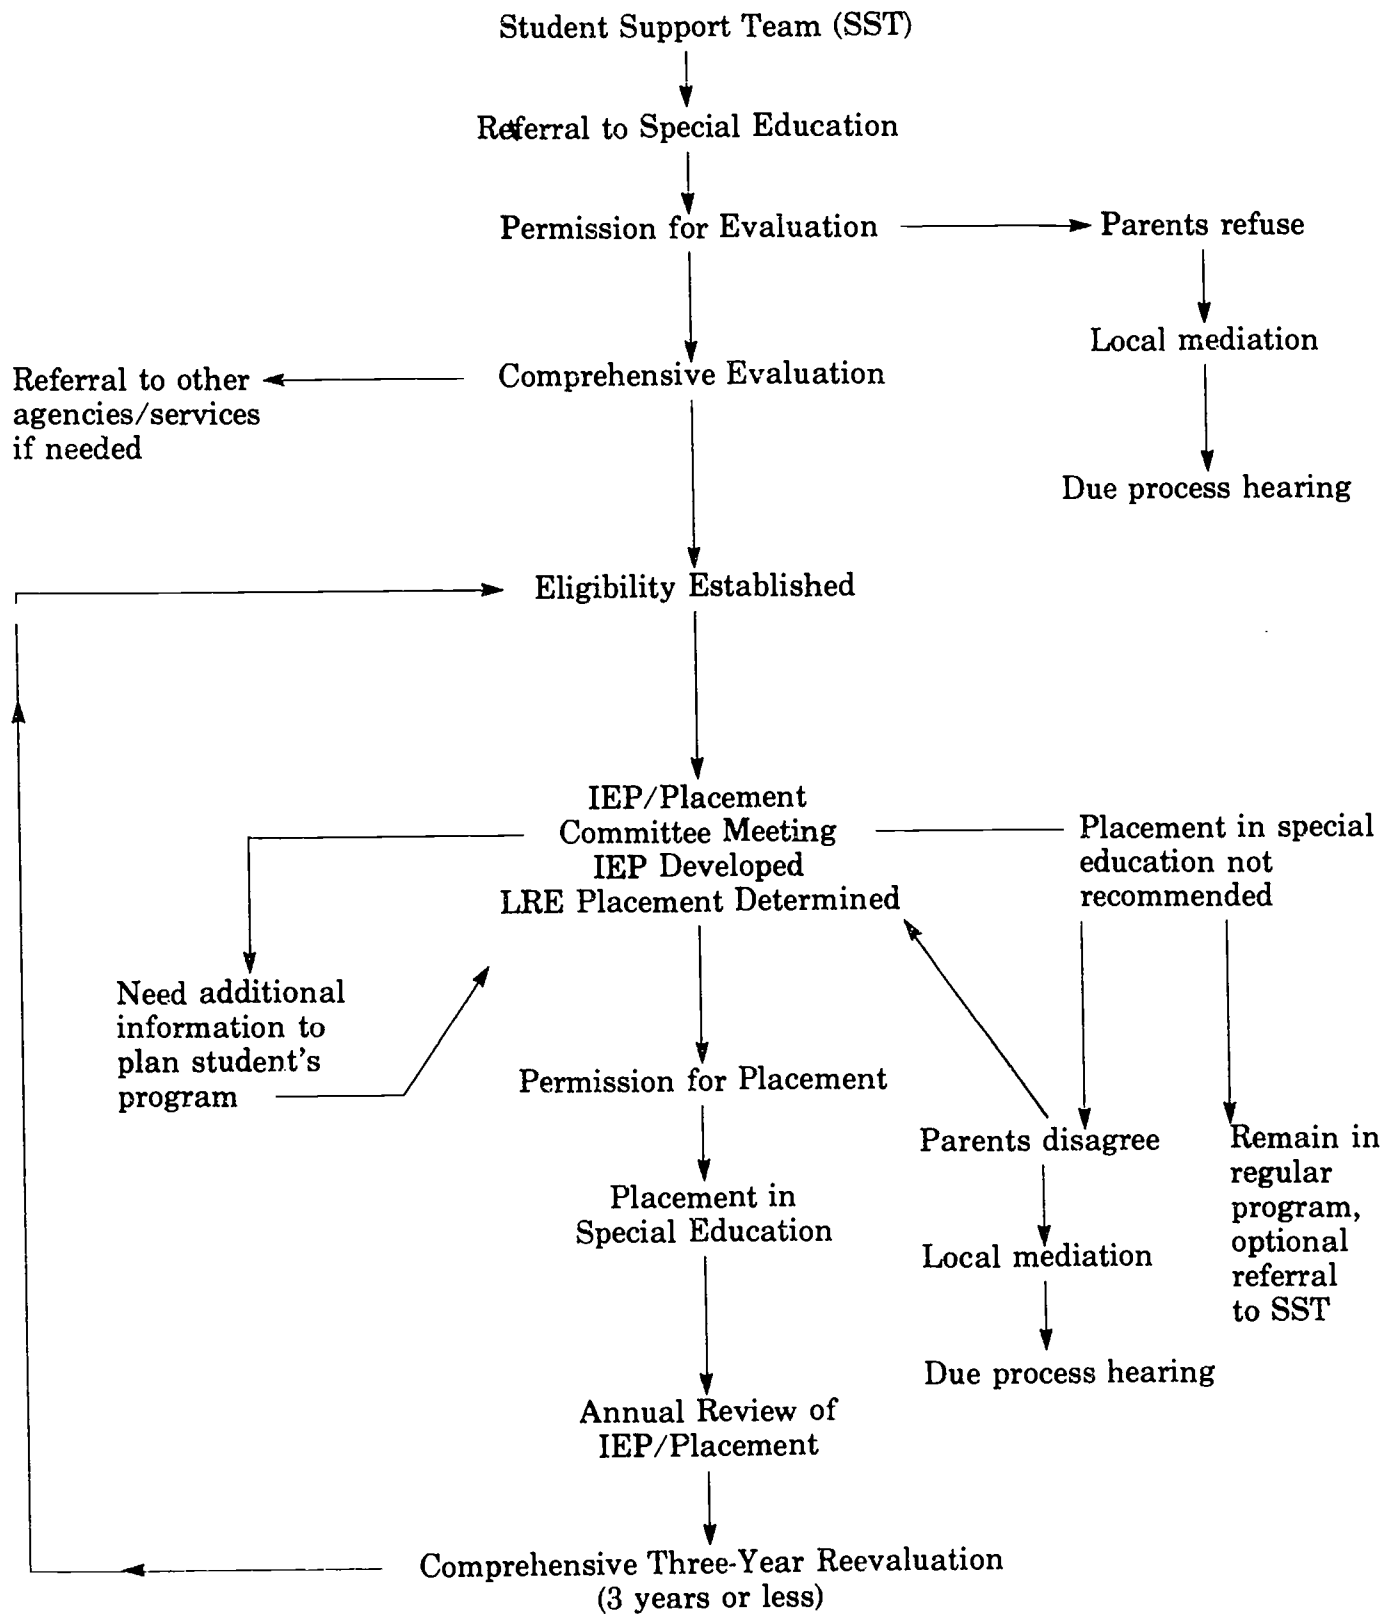 Student Support Team (SST)
Referral to Special Education
Permission for Evaluation
Parents refuse
Local mediation
Due process hearing
Comprehensive Evaluation
Referral to other
agencies/services
if needed
Eligibility Established
IEP/Placement
Committee Meeting
IEP Developed
LRE Placement Determined
Placement in special
education not
recommended
Need additional
information to
plan student's
program
Permission for Placement
Parents disagree
Local mediation
Due process hearing
Remain in
regular
program,
optional
referral
to SST
Placement in
Special Education
Annual Review of
IEP/Placement
Comprehensive Three-Year Reevaluation
(3 years or less)